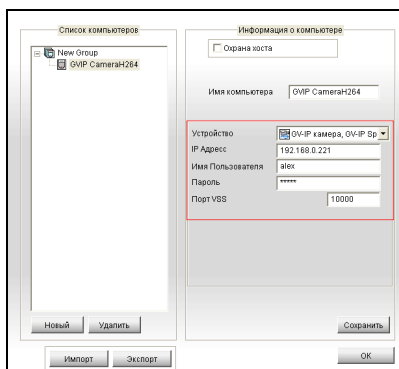 Список компьютеров
New Group
GVIP CameraH264
Новый
Удалить
Импорт
Экспорт
Информация о компьютере
Охрана хоста
Имя компьютера
GVIP CameraH264
Устройство
GV-IP камера, GV-IP Sp
IP Адресс
192.168.0.221
Имя Пользователя
alex
Пароль
*****
Порт VSS
10000
Сохранить
OK